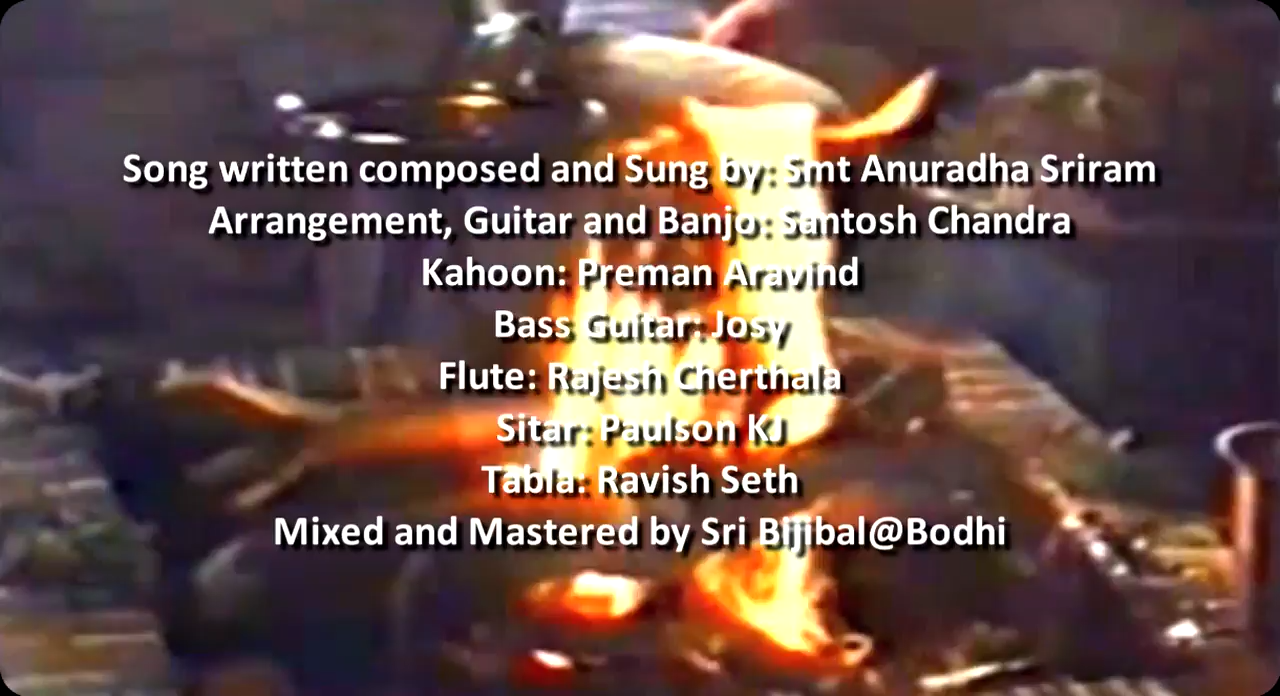 Song written composed and Sung by: Smt Anuradha Sriram
Arrangement, Guitar and Banjo: Santosh Chandra
Kahoon: Preman Aravind
Bass Guitar: Josy
Flute: Rajesh Cherthala
Sitar: Paulson KJ
Tabla: Ravish Seth
Mixed and Mastered by Sri Bijibal@Bodhi